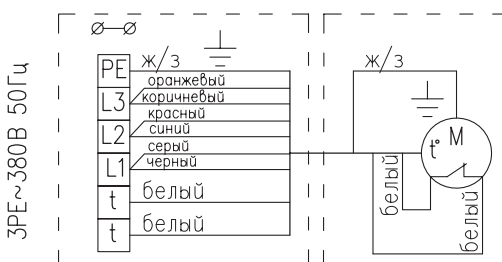 3PE~380В 50Гц
PE
L3
L2
L1
t
t
Ж/З
оранжевый
коричневый
красный
синий
серый
черный
белый
белый
Ж/З
t° M
белый
белый